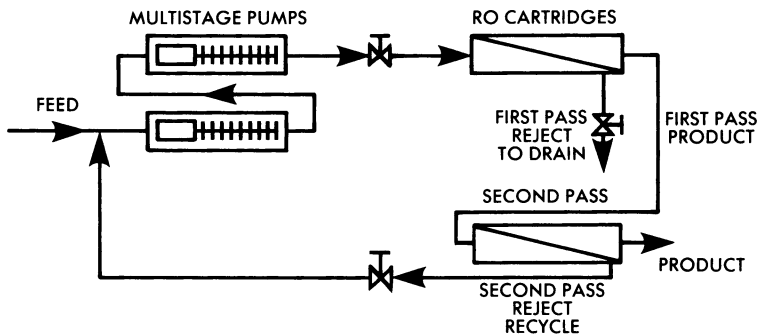 MULTISTAGE PUMPS
RO CARTRIDGES
FEED
FIRST PASS
REJECT
TO DRAIN
FIRST PASS
PRODUCT
SECOND PASS
PRODUCT
SECOND PASS
REJECT
RECYCLE